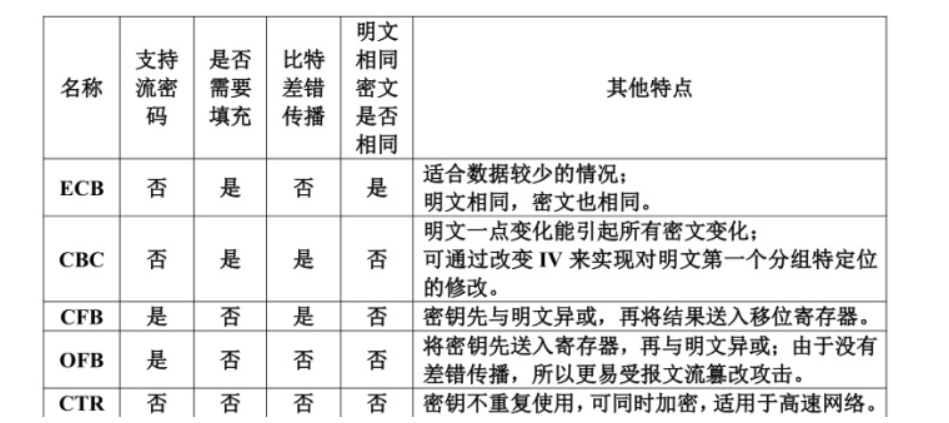 名称
支持
流密
码
是否
需要
填充
比特
差错
传播
明文
相同
密文
是否
相同
其他特点
ECB
否
是
否
是
适合数据较少的情况；
明文相同，密文也相同。
CBC
否
是
是
否
明文一点变化能引起所有密文变化；
可通过改变 IV 来实现对明文第一个分组特定位
的修改。
CFB
是
否
是
否
密钥先与明文异或，再将结果送入移位寄存器。
OFB
是
否
否
否
将密钥先送入寄存器，再与明文异或；由于没有
差错传播，所以更易受报文流篡改攻击。
CTR
否
否
否
否
密钥不重复使用，可同时加密，适用于高速网络。